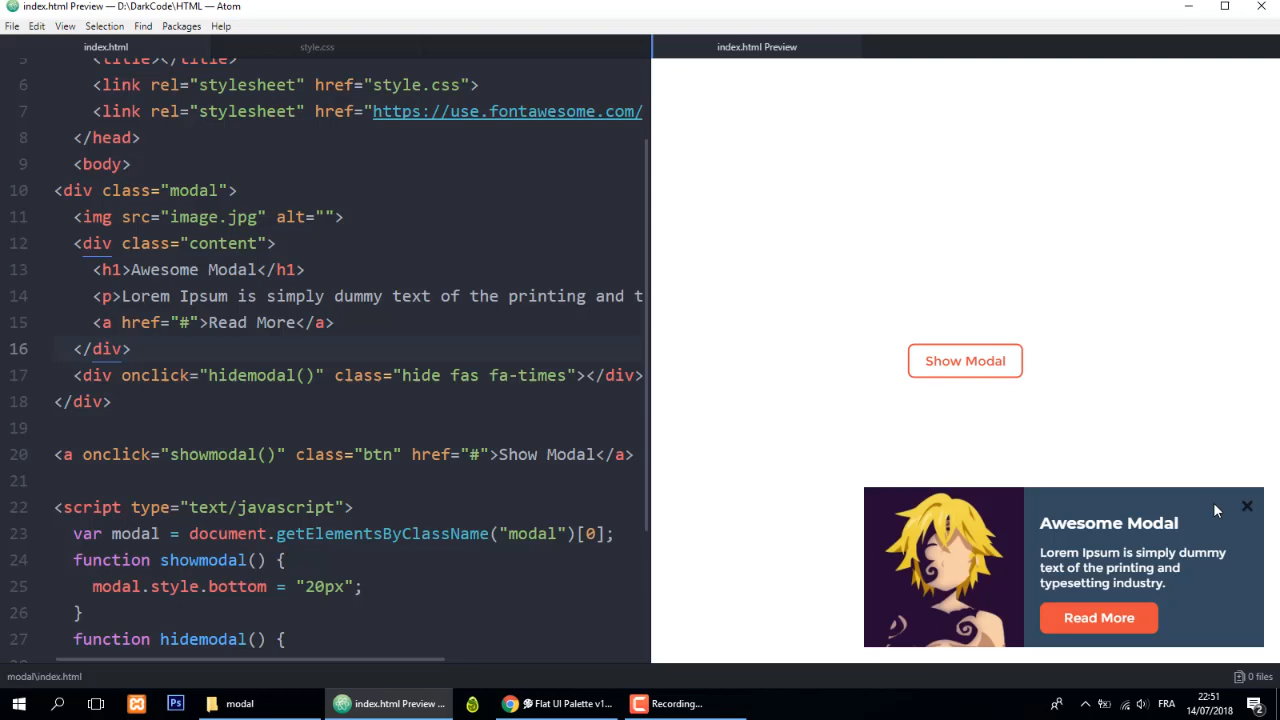 index.html Preview — D:\DarkCode\HTML — Atom
File Edit View Selection Find Packages Help
index.html style.css index.html Preview
5 <title></title>
6 <link rel="stylesheet" href="style.css">
7 <link rel="stylesheet" href="https://use.fontawesome.com/
8 </head>
9 <body>
10 <div class="modal">
11 <img src="image.jpg" alt="">
12 <div class="content">
13 <h1>Awesome Modal</h1>
14 <p>Lorem Ipsum is simply dummy text of the printing and t
15 <a href="#">Read More</a>
16 </div>
17 <div onclick="hidemodal()" class="hide fas fa-times"></div>
18 </div>
19
20 <a onclick="showmodal()" class="btn" href="#">Show Modal</a>
21
22 <script type="text/javascript">
23 var modal = document.getElementsByClassName("modal")[0];
24 function showmodal() {
25 modal.style.bottom = "20px";
26 }
27 function hidemodal() {
Show Modal
Awesome Modal
Lorem Ipsum is simply dummy
text of the printing and
typesetting industry.
Read More
modal\index.html
0 files
modal
index.html Preview ...
Flat UI Palette v1...
Recording...
FRA
22:51
14/07/2018
2